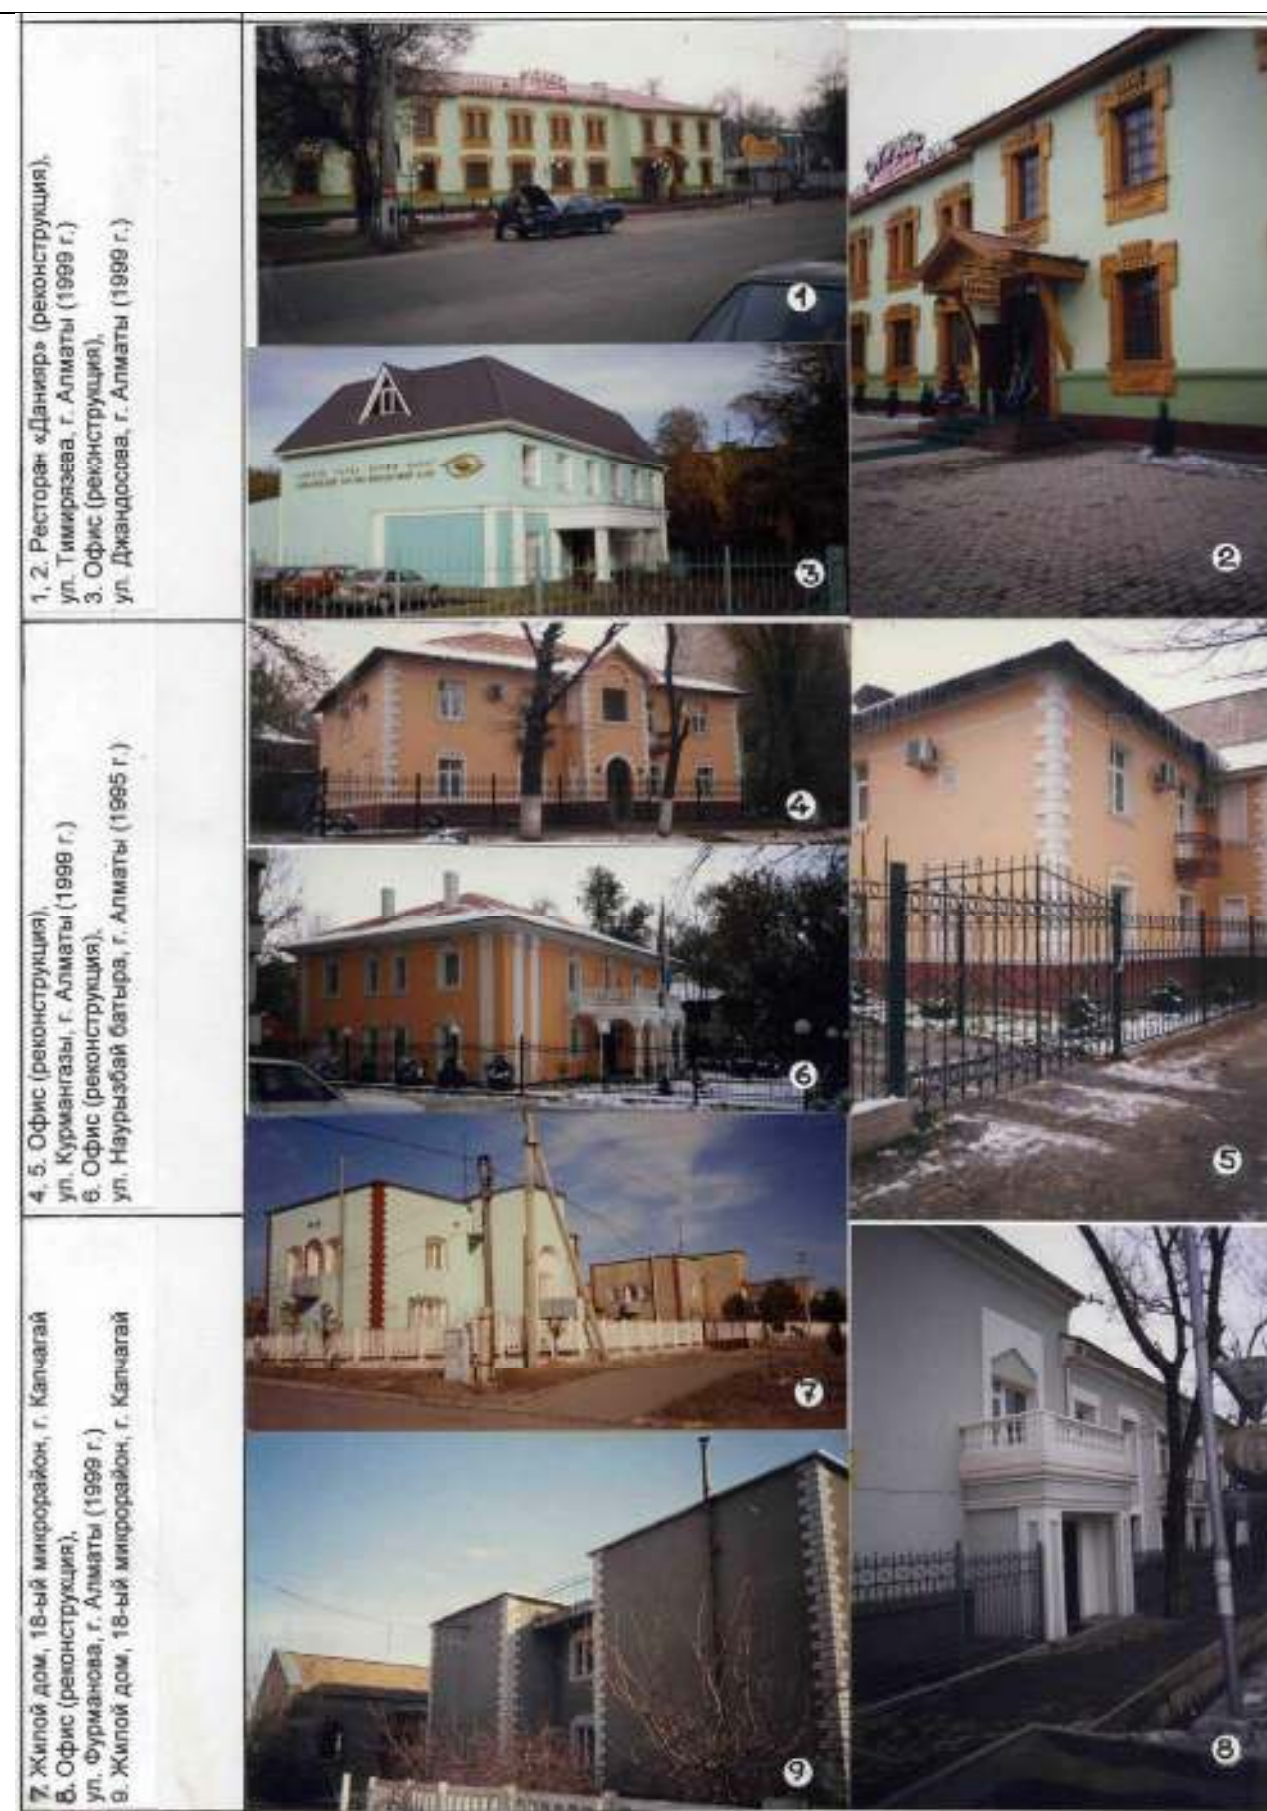 1, 2. Ресторан «Данияр» (реконструкция),
ул. Тимирязева, г. Алматы (1999 г.)
3. Офис (реконструкция),
ул. Джандосова, г. Алматы (1999 г.)
1
2
3
4, 5. Офис (реконструкция),
ул. Курмангазы, г. Алматы (1999 г.)
6. Офис (реконструкция),
ул. Наурызбай батыра, г. Алматы (1995 г.)
4
5
6
7. Жилой дом, 18-ый микрорайон, г. Капчагай
8. Офис (реконструкция),
ул. Фурманова, г. Алматы (1999 г.)
9. Жилой дом, 18-ый микрорайон, г. Капчагай
7
8
9